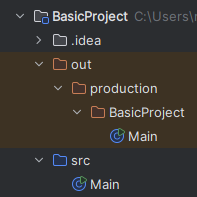 BasicProject C:\Users\
.idea
out
production
BasicProject
Main
src
Main